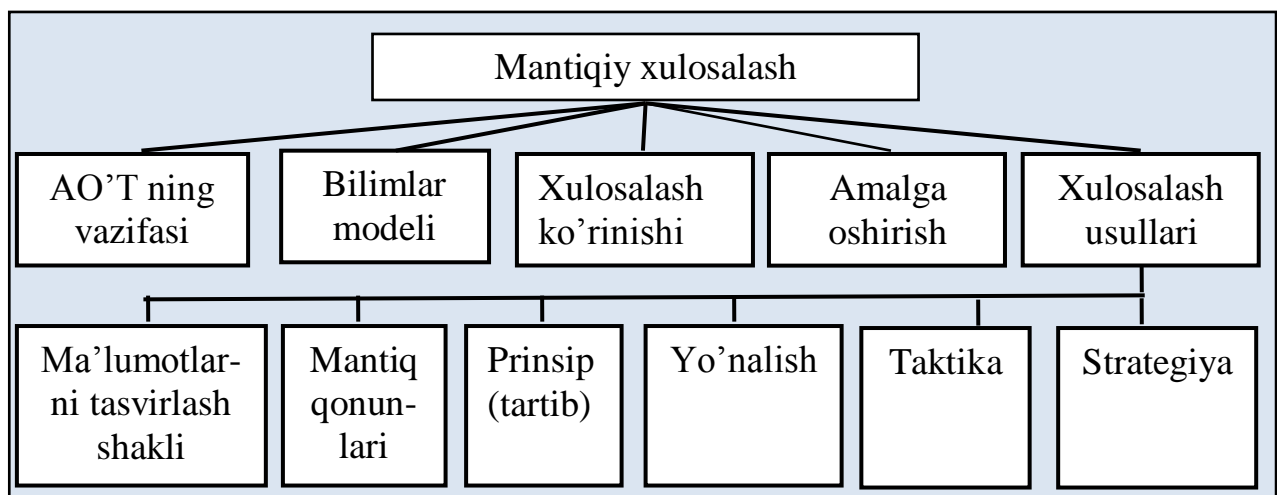 Mantiqiy xulosalash
AO’T ning
vazifasi
Bilimlar
modeli
Xulosalash
ko’rinishi
Amalga
oshirish
Xulosalash
usullari
Ma’lumotlar-
ni tasvirlash
shakli
Mantiq
qonun-
lari
Prinsip
(tartib)
Yo’nalish
Taktika
Strategiya